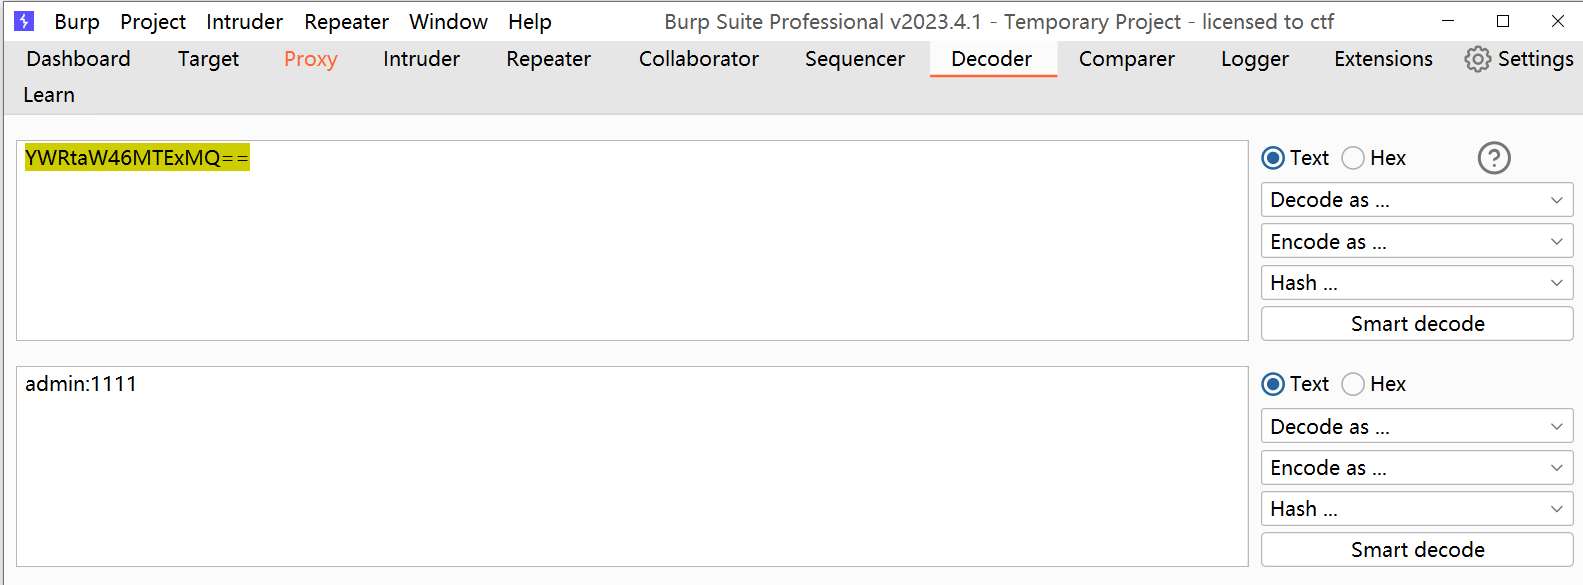 Burp Project Intruder Repeater Window Help Burp Suite Professional v2023.4.1 - Temporary Project - licensed to ctf
Dashboard Target Proxy Intruder Repeater Collaborator Sequencer Decoder Comparer Logger Extensions Settings
Learn
YWRtaW46MTExMQ==
Text Hex ?
Decode as ...
Encode as ...
Hash ...
Smart decode
admin:1111
Text Hex
Decode as ...
Encode as ...
Hash ...
Smart decode